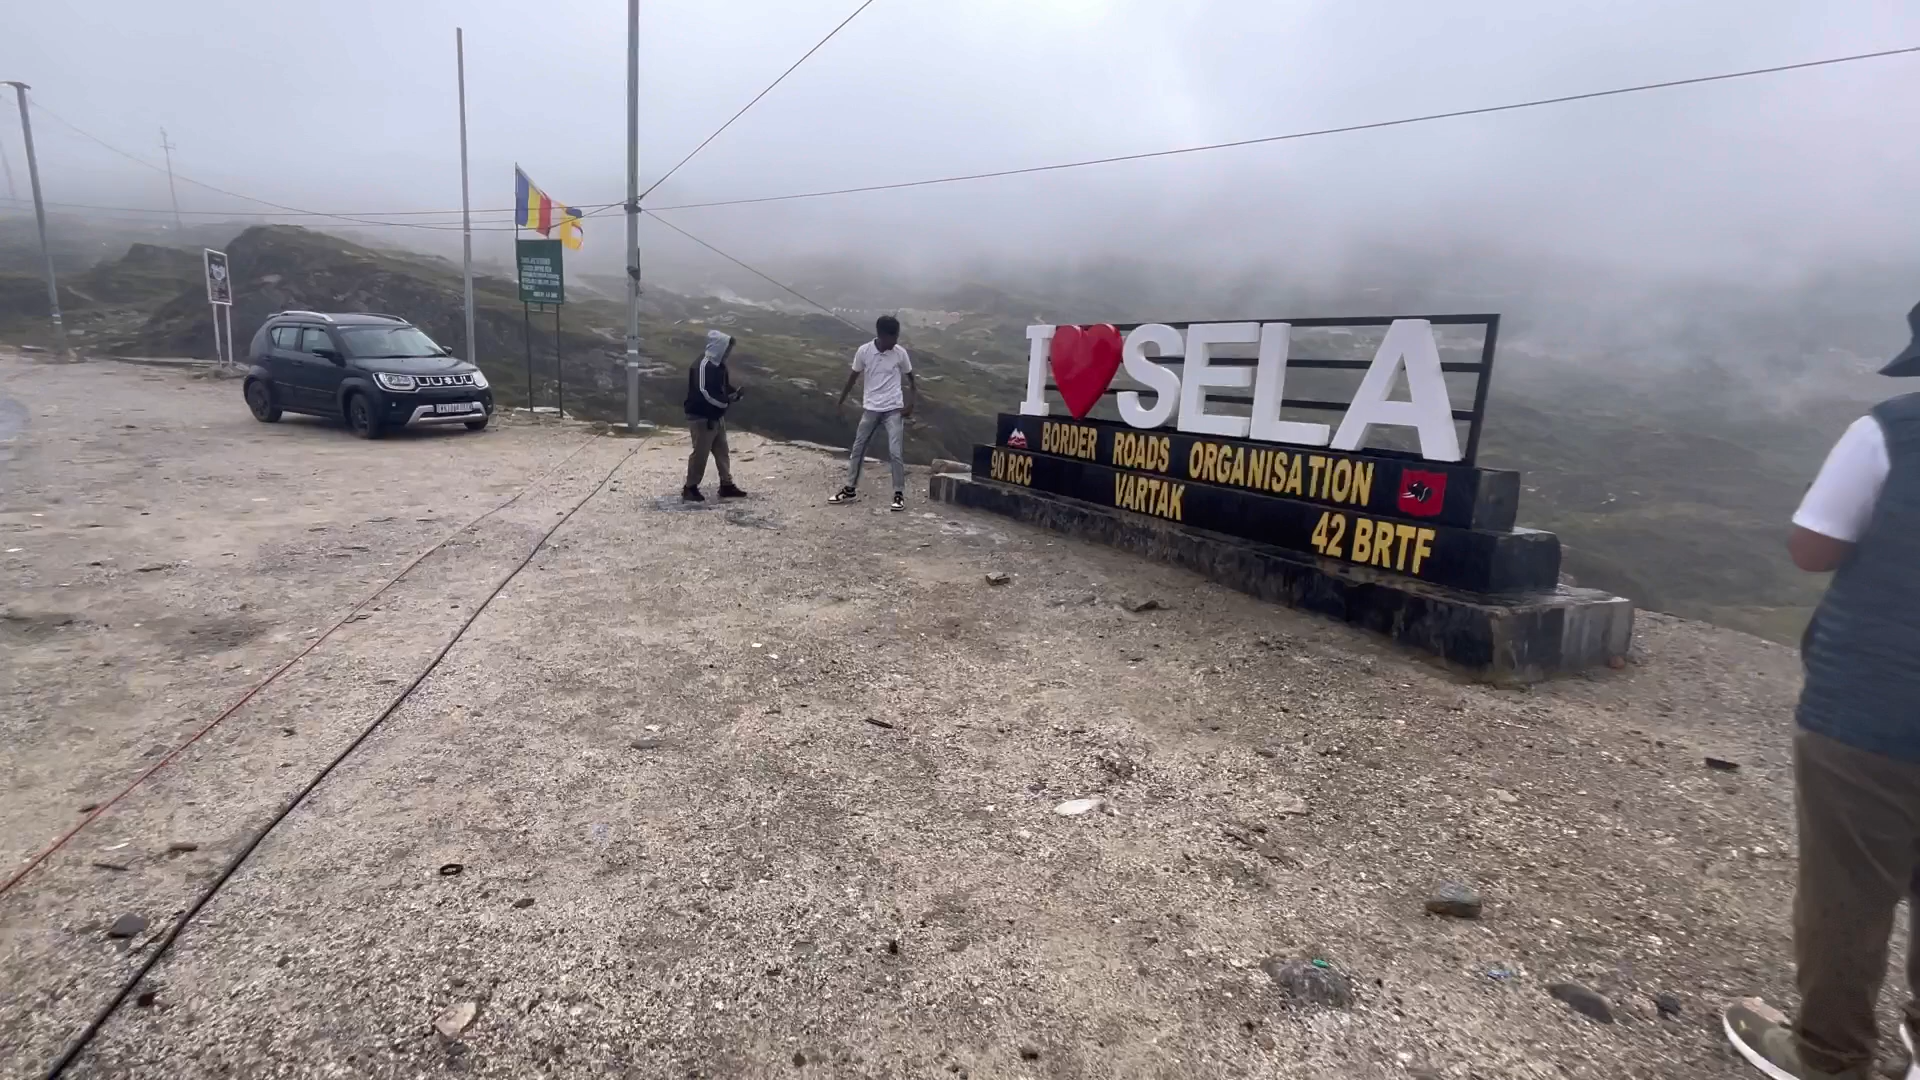 I ❤ SELA
BORDER ROADS ORGANISATION
90 RCC VARTAK 42 BRTF